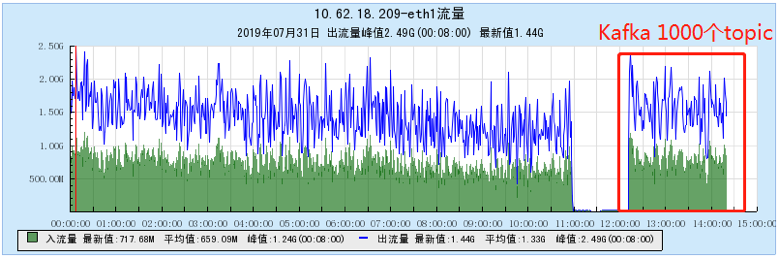 10.62.18.209-eth1流量
2019年07月31日 出流量峰值2.49G(00:08:00) 最新值1.44G
Kafka 1000个topic
2.50G
2.00G
1.50G
1.00G
500.00M
00:00:00 01:00:00 02:00:00 03:00:00 04:00:00 05:00:00 06:00:00 07:00:00 08:00:00 09:00:00 10:00:00 11:00:00 12:00:00 13:00:00 14:00:00 15:00:00
入流量 最新值:717.68M 平均值:659.09M 峰值:1.24G(00:08:00) 出流量 最新值:1.44G 平均值:1.33G 峰值:2.49G(00:08:00)